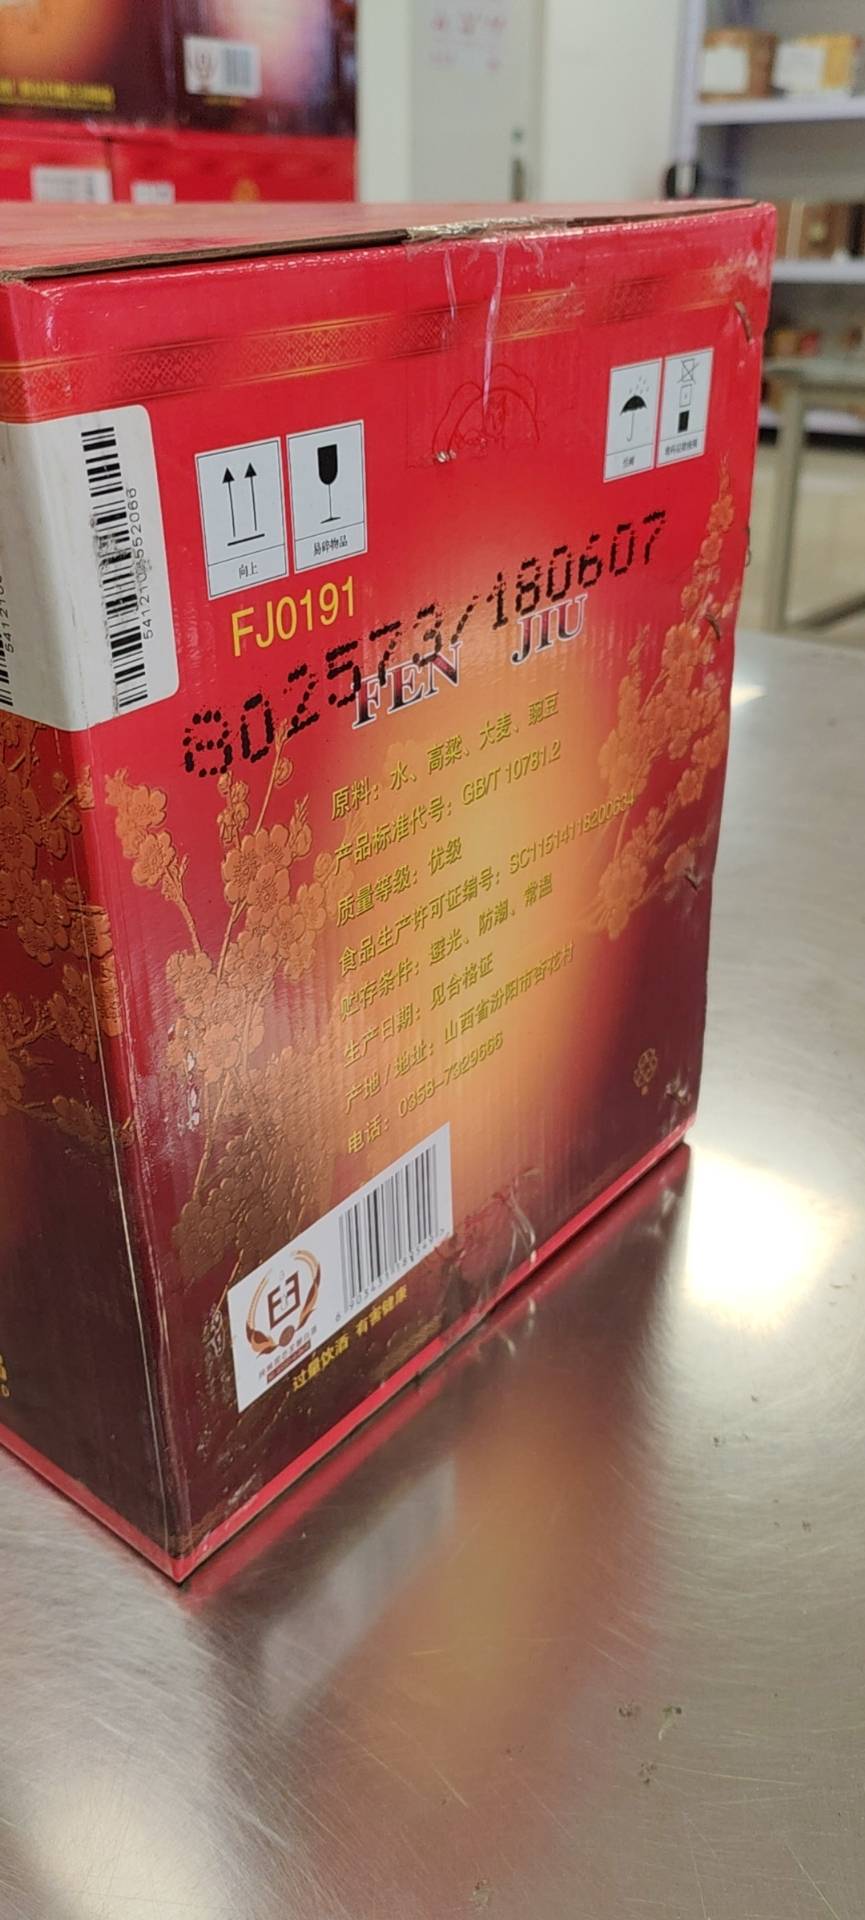 向上
易碎物品
FJ0191
802573/180607
FEN JIU
原料：水、高粱、大麦、豌豆
产品标准代号：GB/T 10781.2
质量等级：优级
食品生产许可证编号：SC11514118200634
贮存条件：避光、防潮、常温
生产日期：见合格证
产地/地址：山西省汾阳市杏花村
电话：0358-7329666
过量饮酒 有害健康